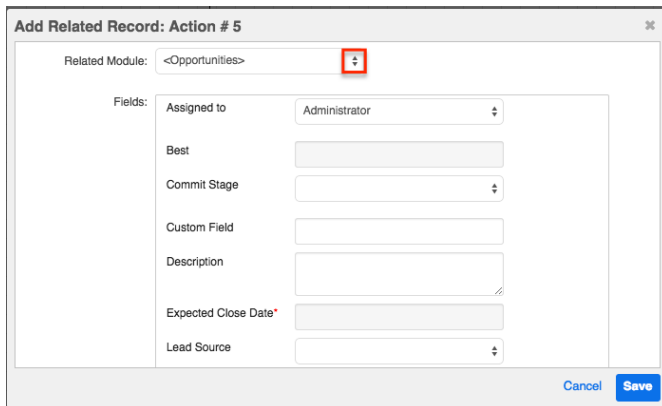 Add Related Record: Action # 5
Related Module: <Opportunities>
Fields:
Assigned to Administrator
Best
Commit Stage
Custom Field
Description
Expected Close Date*
Lead Source
Cancel Save